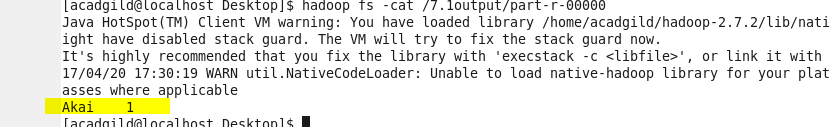 [acadgild@localhost Desktop]$ hadoop fs -cat /7.1output/part-r-00000
Java HotSpot(TM) Client VM warning: You have loaded library /home/acadgild/hadoop-2.7.2/lib/nati
ight have disabled stack guard. The VM will try to fix the stack guard now.
It's highly recommended that you fix the library with 'execstack -c <libfile>', or link it with
17/04/20 17:30:19 WARN util.NativeCodeLoader: Unable to load native-hadoop library for your plat
asses where applicable
Akai    1
[acadgild@localhost Desktop]$